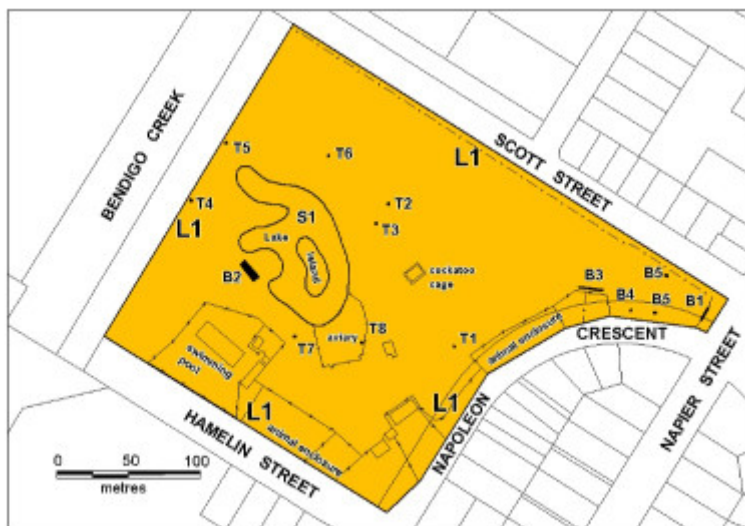 BENDIGO CREEK
SCOTT STREET
L1
T5
T6
T4
L1
S1
T2
T3
Lake
Island
B2
cockatoo
cage
B3
B5
B4
B5
B1
CRESCENT
T8
T7
aviary
T1
animal enclosure
swimming
pool
L1
L1
animal enclosure
NAPOLEON
NAPIER STREET
HAMELIN STREET
0 50 100
metres